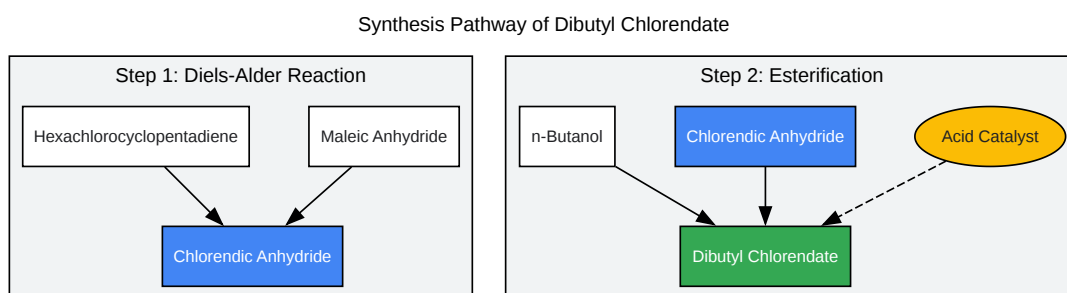 Synthesis Pathway of Dibutyl Chlorendate
Step 1: Diels-Alder Reaction
Hexachlorocyclopentadiene
Maleic Anhydride
Chlorendic Anhydride
Step 2: Esterification
n-Butanol
Chlorendic Anhydride
Acid Catalyst
Dibutyl Chlorendate